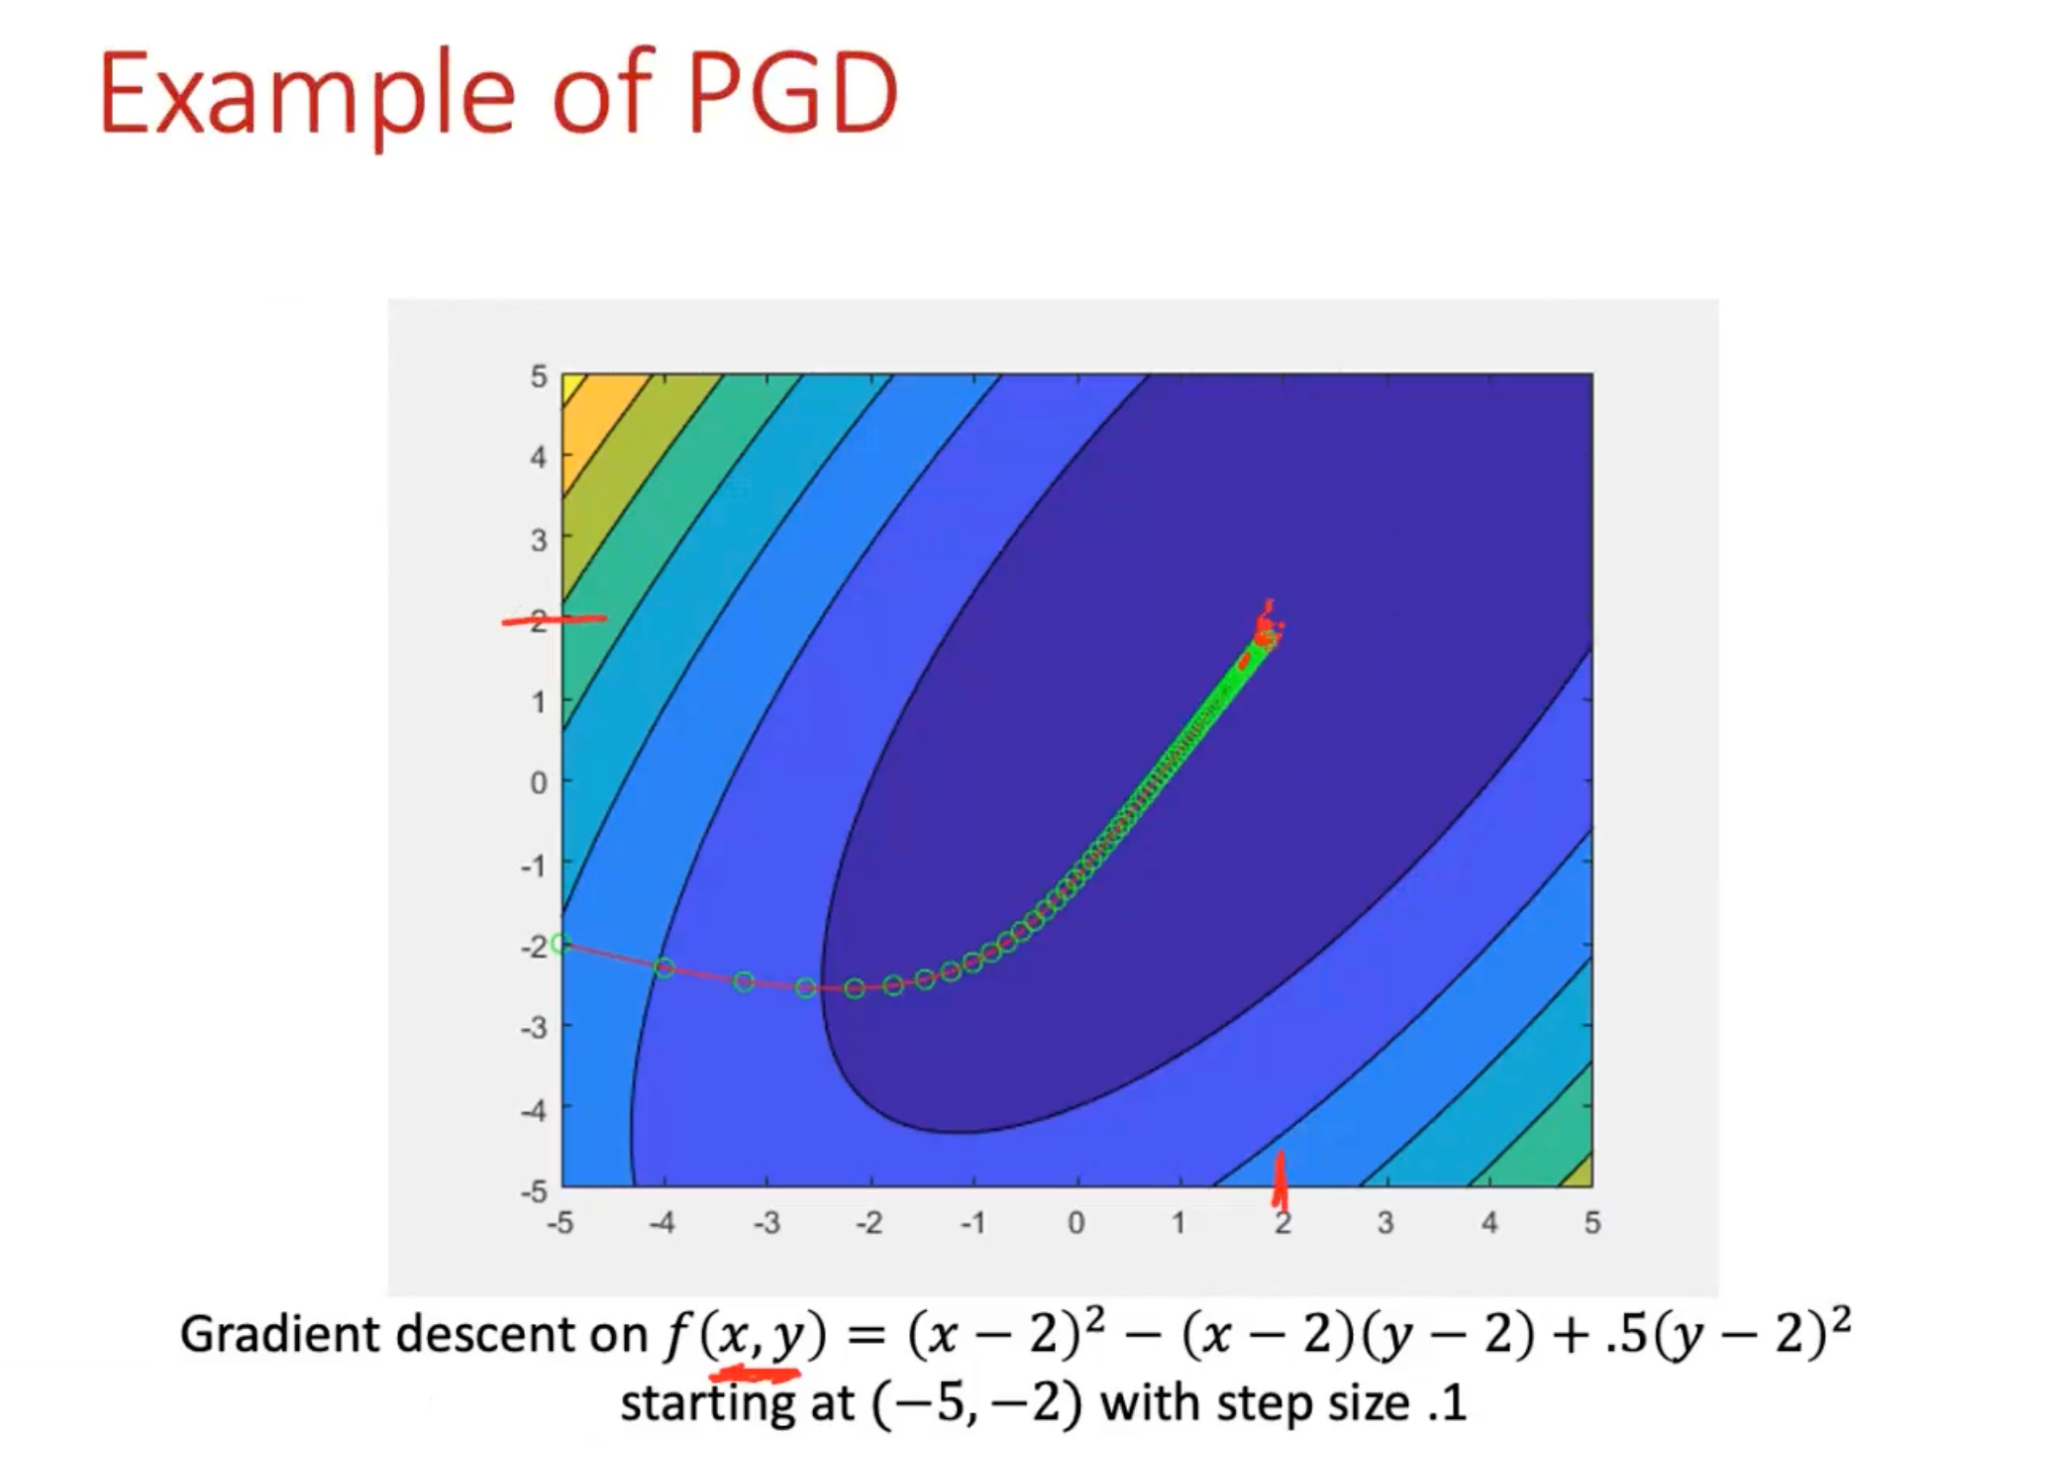 Example of PGD
5
4
3
2
1
0
-1
-2
-3
-4
-5
-5 -4 -3 -2 -1 0 1 2 3 4 5
Gradient descent on f(x, y) = (x − 2)² − (x − 2)(y − 2) + .5(y − 2)²
starting at (−5, −2) with step size .1